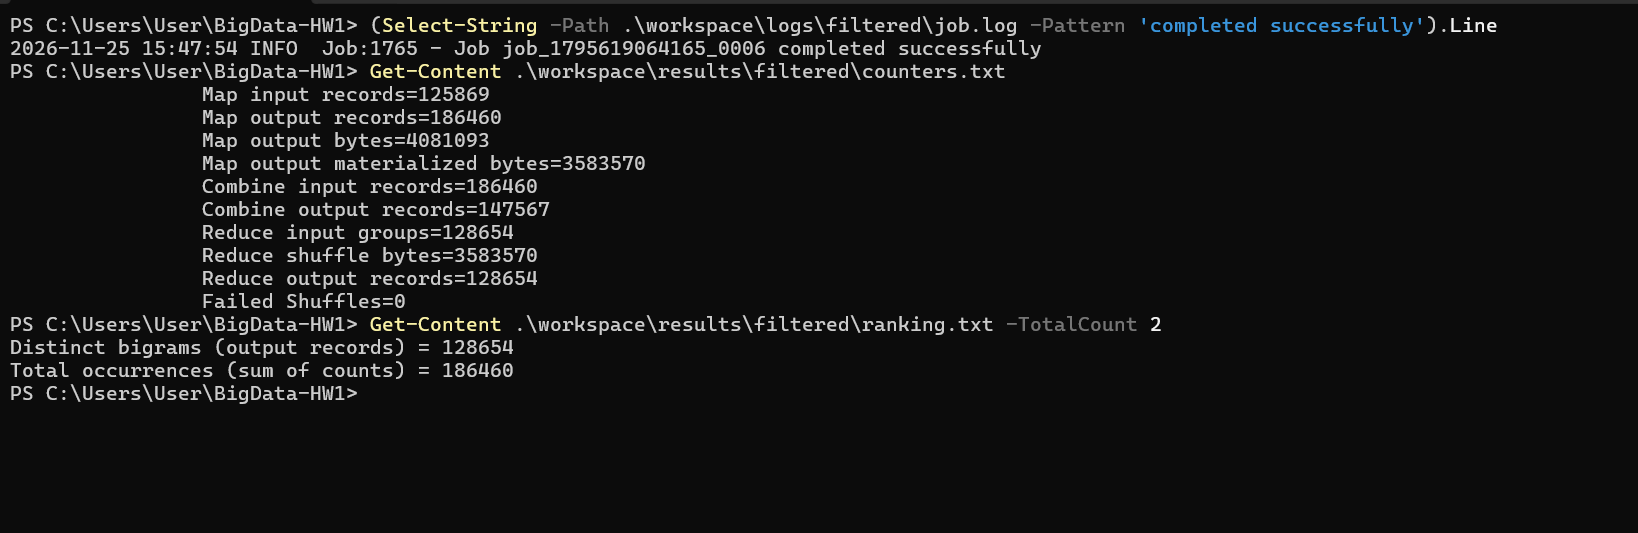 PS C:\Users\User\BigData-HW1> (Select-String -Path .\workspace\logs\filtered\job.log -Pattern 'completed successfully').Line
2026-11-25 15:47:54 INFO  Job:1765 - Job job_1795619064165_0006 completed successfully
PS C:\Users\User\BigData-HW1> Get-Content .\workspace\results\filtered\counters.txt
                Map input records=125869
                Map output records=186460
                Map output bytes=4081093
                Map output materialized bytes=3583570
                Combine input records=186460
                Combine output records=147567
                Reduce input groups=128654
                Reduce shuffle bytes=3583570
                Reduce output records=128654
                Failed Shuffles=0
PS C:\Users\User\BigData-HW1> Get-Content .\workspace\results\filtered\ranking.txt -TotalCount 2
Distinct bigrams (output records) = 128654
Total occurrences (sum of counts) = 186460
PS C:\Users\User\BigData-HW1>